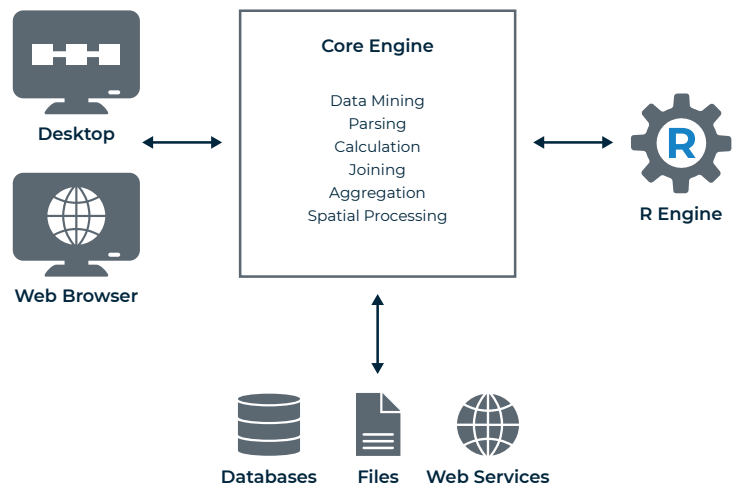 Desktop
Web Browser
Core Engine
Data Mining
Parsing
Calculation
Joining
Aggregation
Spatial Processing
R
R Engine
Databases
Files
Web Services